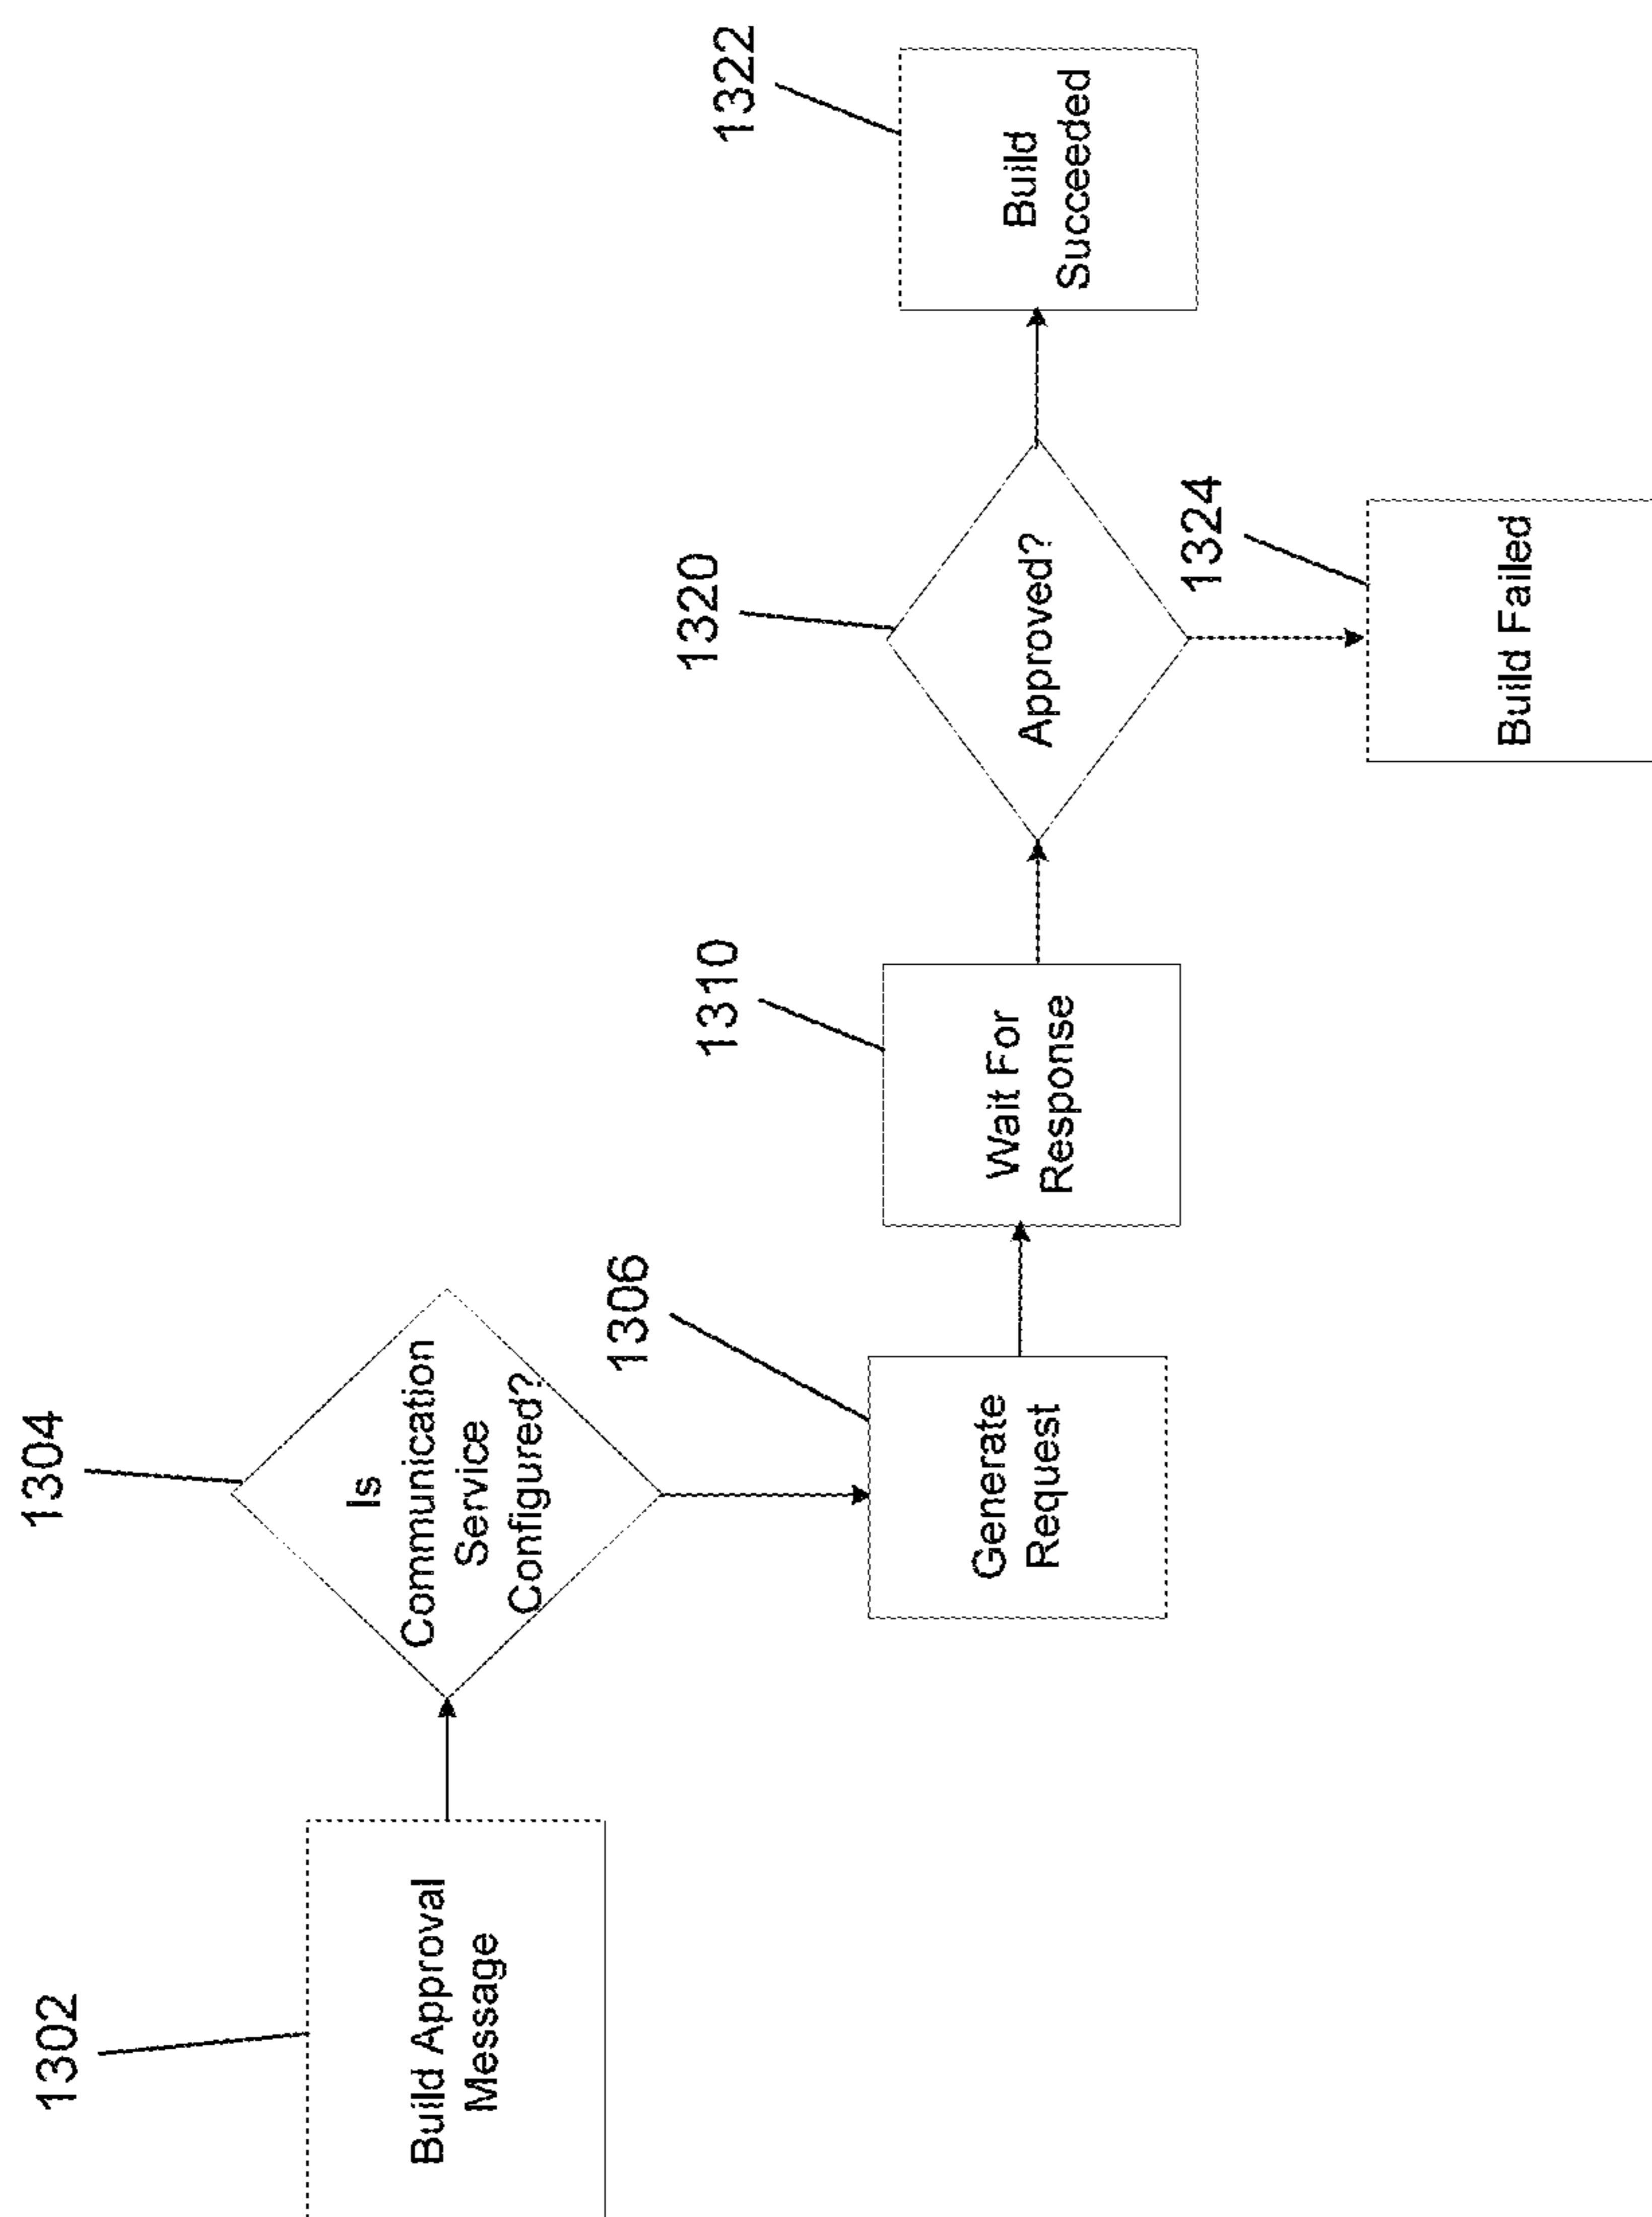 1302
Build Approval
Message
1304
Is
Communication
Service
Configured?
1306
Generate
Request
1310
Wait For
Response
1320
Approved?
1322
Build
Succeeded
1324
Build Failed